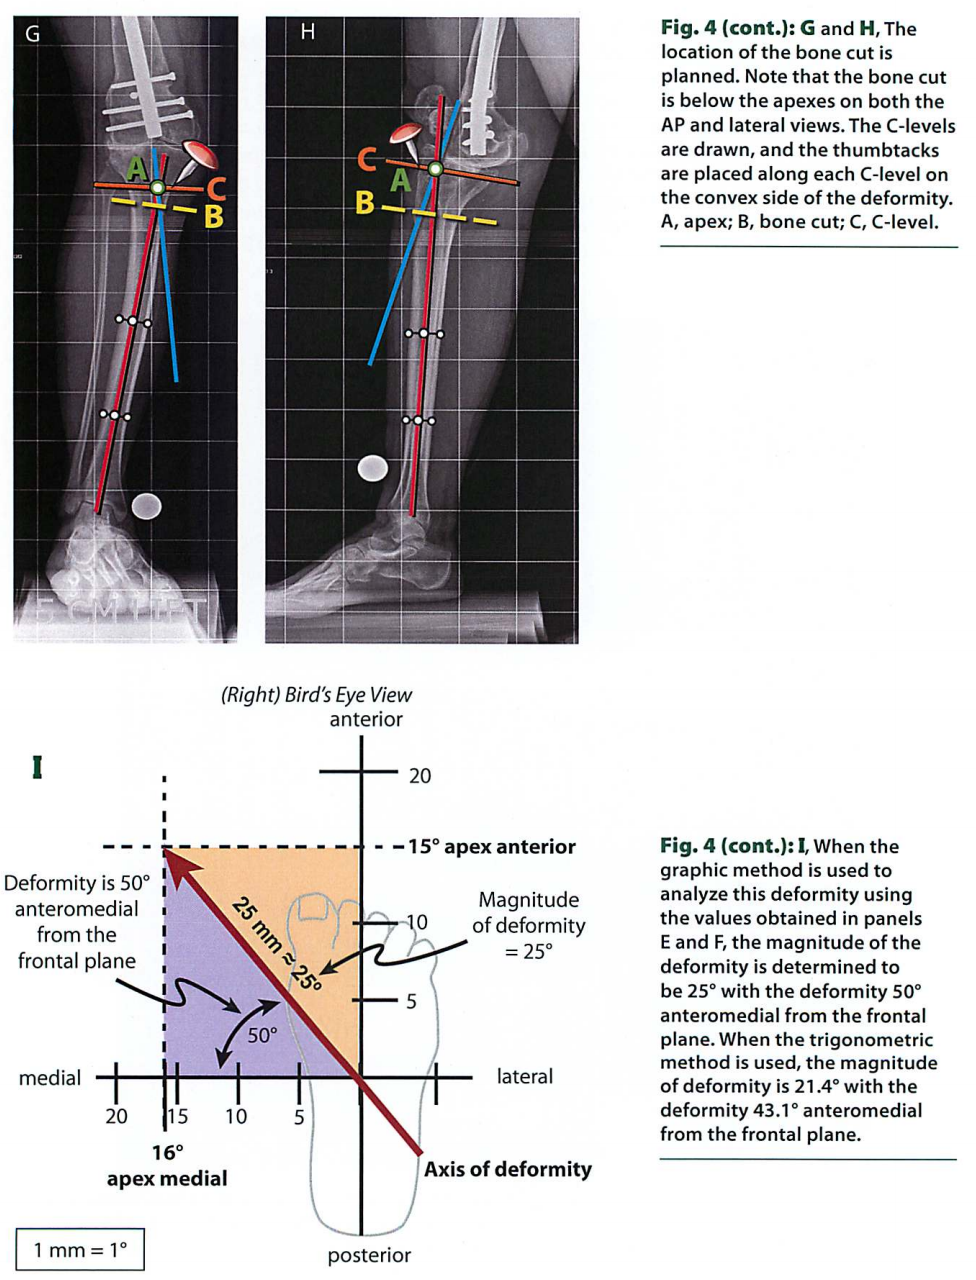 G
H
A
C
B
C
A
B
Fig. 4 (cont.): G and H, The
location of the bone cut is
planned. Note that the bone cut
is below the apexes on both the
AP and lateral views. The C-levels
are drawn, and the thumbtacks
are placed along each C-level on
the convex side of the deformity.
A, apex; B, bone cut; C, C-level.
(Right) Bird's Eye View
anterior
I
20
15° apex anterior
Deformity is 50°
anteromedial
from the
frontal plane
25 mm ≈ 25°
Magnitude
of deformity
= 25°
10
5
50°
medial
lateral
20
15
10
5
16°
apex medial
Axis of deformity
1 mm = 1°
posterior
Fig. 4 (cont.): I, When the
graphic method is used to
analyze this deformity using
the values obtained in panels
E and F, the magnitude of the
deformity is determined to
be 25° with the deformity 50°
anteromedial from the frontal
plane. When the trigonometric
method is used, the magnitude
of deformity is 21.4° with the
deformity 43.1° anteromedial
from the frontal plane.